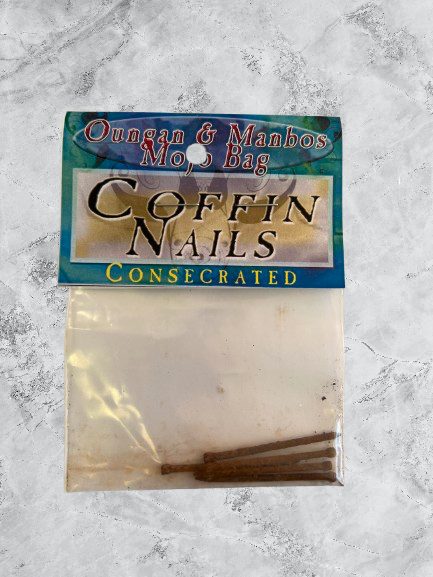 Oungan & Manbos
Mojo Bag
COFFIN
NAILS
CONSECRATED